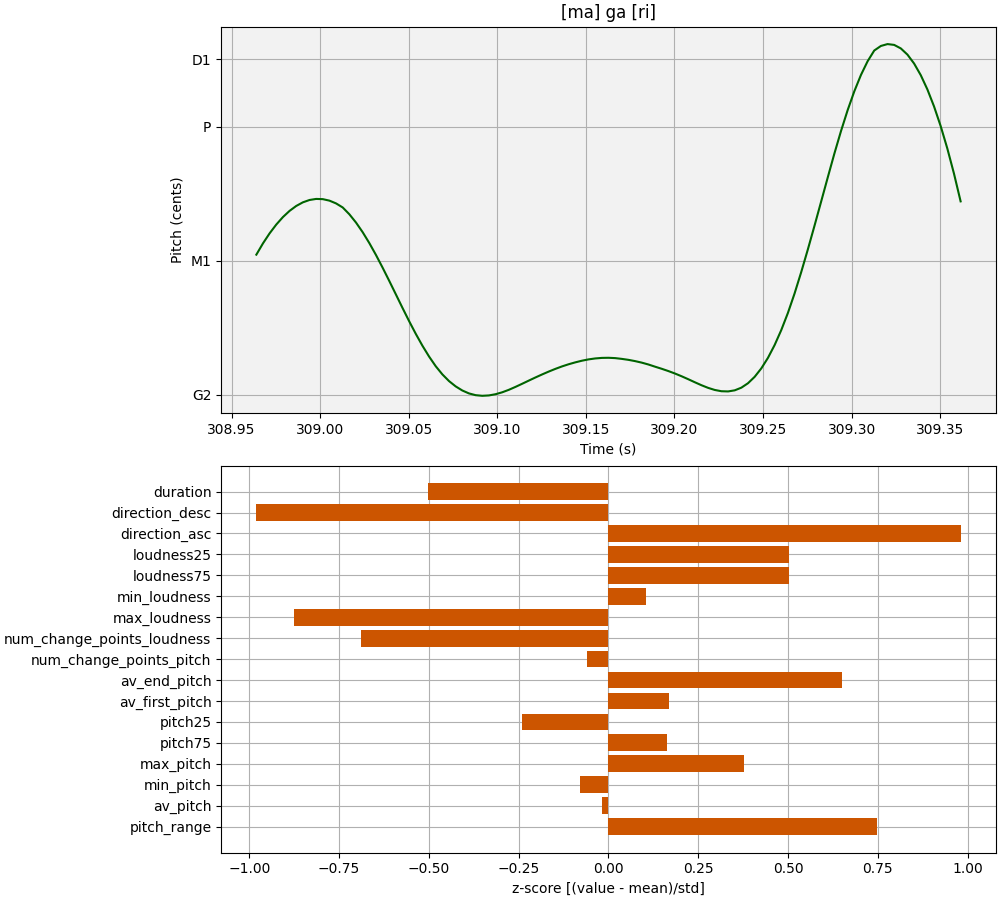 [ma] ga [ri]
D1
P
M1
G2
Pitch (cents)
308.95 309.00 309.05 309.10 309.15 309.20 309.25 309.30 309.35
Time (s)
duration
direction_desc
direction_asc
loudness25
loudness75
min_loudness
max_loudness
num_change_points_loudness
num_change_points_pitch
av_end_pitch
av_first_pitch
pitch25
pitch75
max_pitch
min_pitch
av_pitch
pitch_range
−1.00 −0.75 −0.50 −0.25 0.00 0.25 0.50 0.75 1.00
z-score [(value - mean)/std]